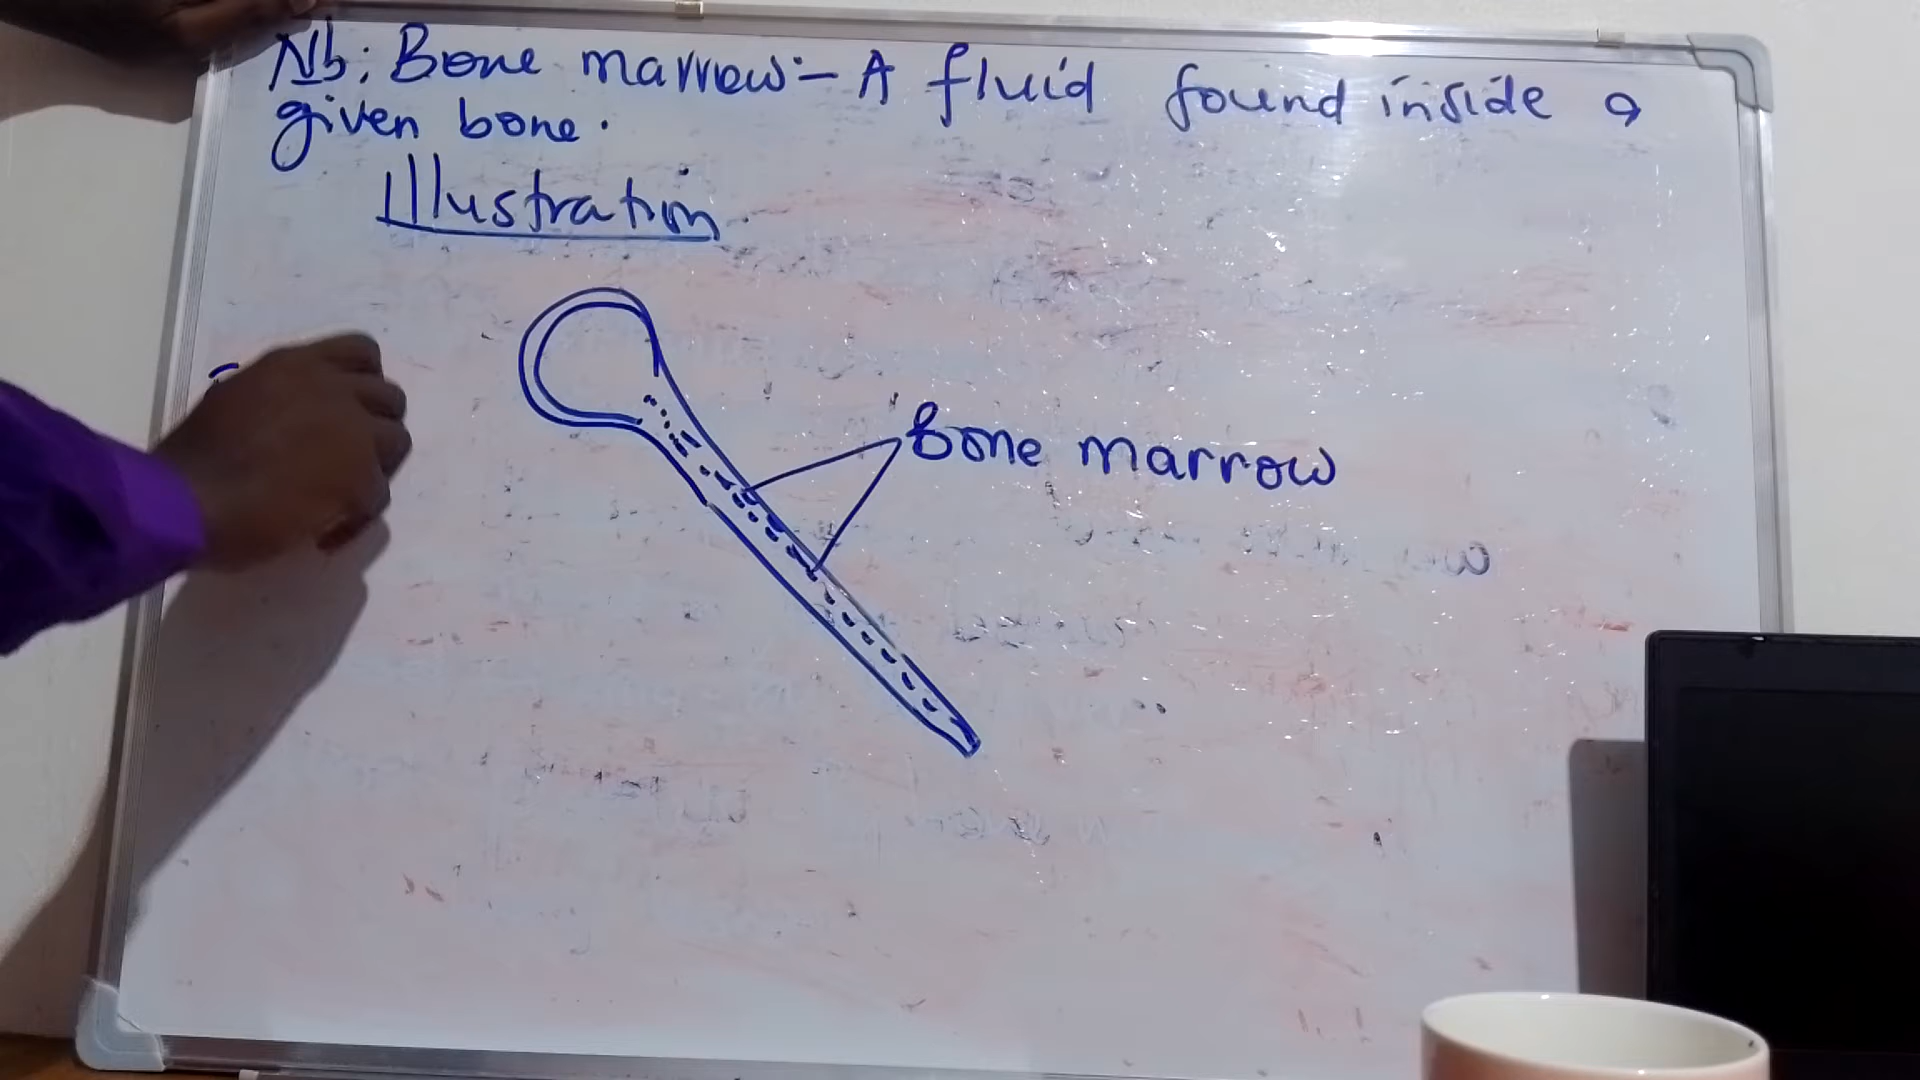 Nb: Bone marrow:- A fluid found inside a
given bone.
Illustration.
Bone marrow